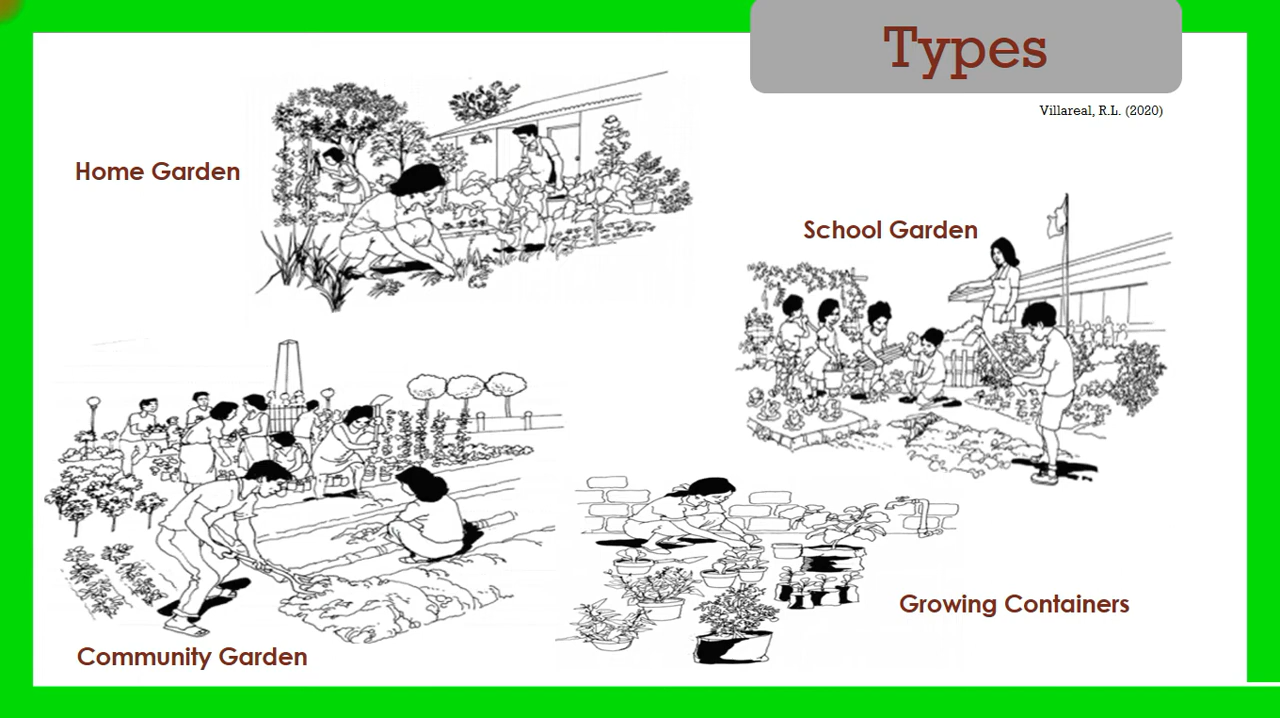 Types
Villareal, R.L. (2020)
Home Garden
School Garden
Growing Containers
Community Garden